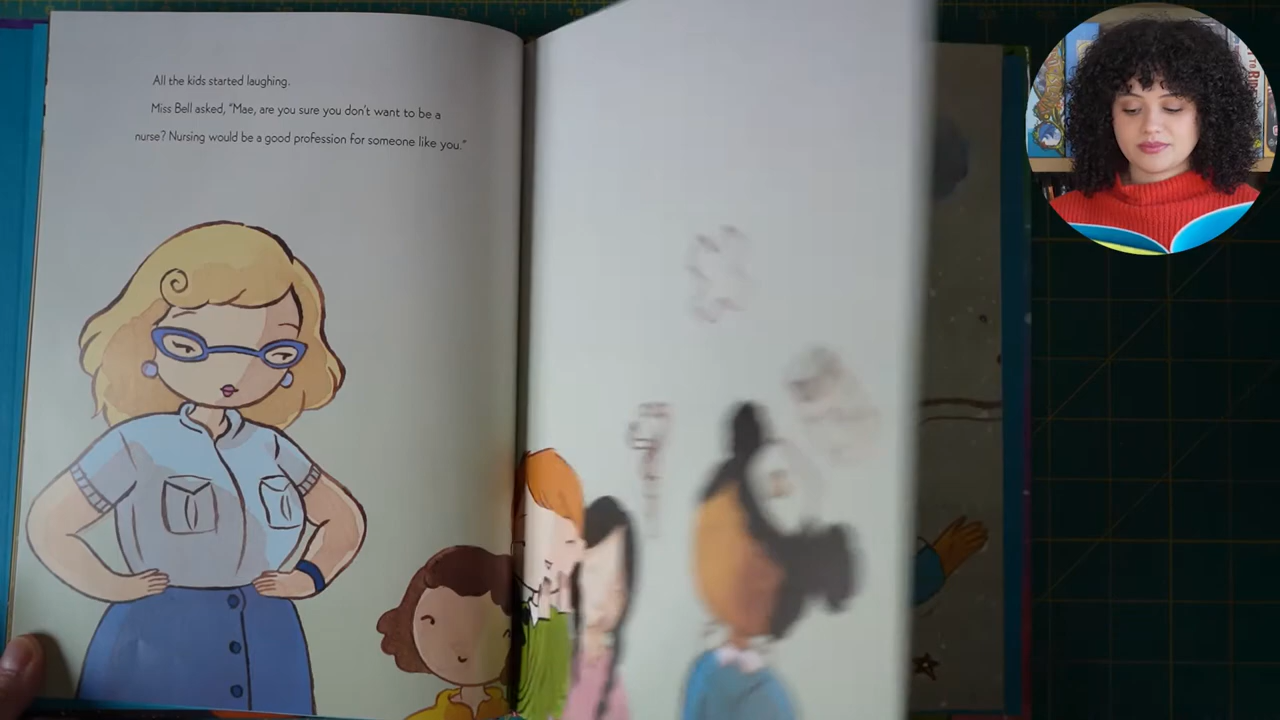 All the kids started laughing.
Miss Bell asked, “Mae, are you sure you don’t want to be a
nurse? Nursing would be a good profession for someone like you.”